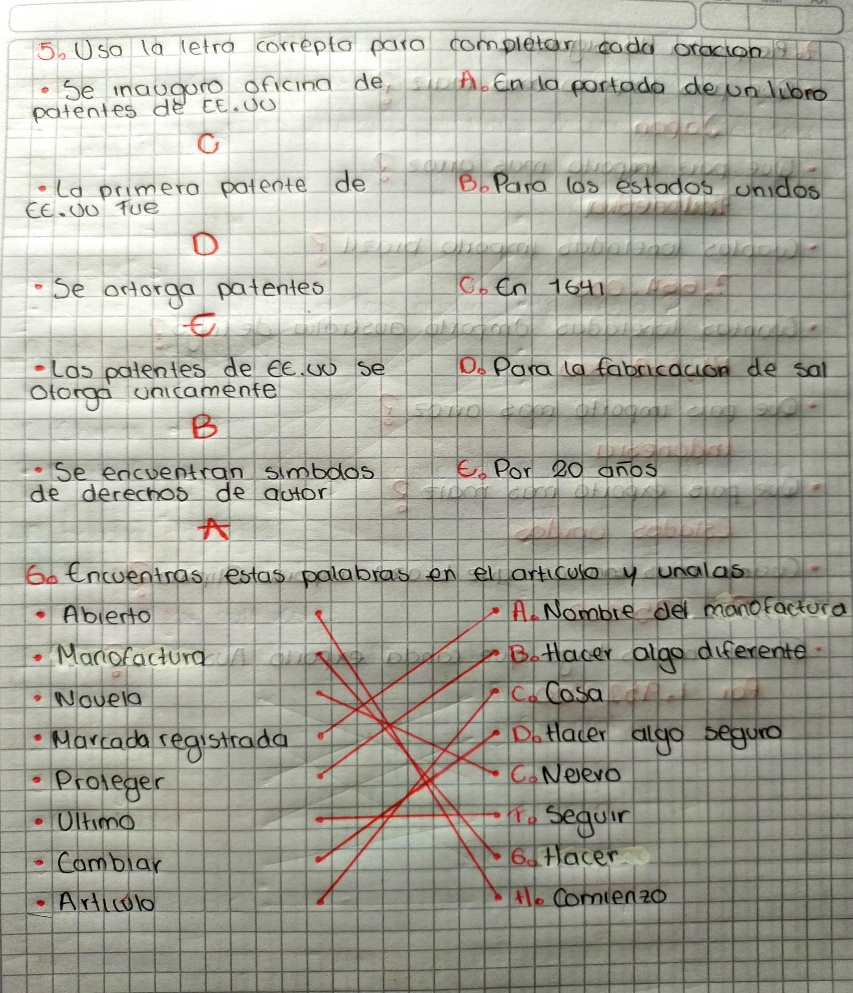 5. Usa la letra correpta para completar cada oracion
• Se inauguro oficina de
patentes de EE.UU
C
A. En la portada de un libro
• La primera patente de
EE.UU fue
D
B. Para los estados unidos
• Se ortorga patentes
E
C. En 1641
• Las patentes de EE.UU se
otorga unicamente
B
D. Para la fabricacion de sal
• Se encuentran simbolos
de derechos de autor
A
E. Por 20 años
6. Encuentras estas palabras en el articulo y unalas
• Abierto
• Manofactura
• Novela
• Marcada registrada
• Proteger
• Ultimo
• Cambiar
• Articulo
A. Nombre del manofactura
B. Hacer algo diferente
C. Cosa
D. Hacer algo seguro
C. Neevo
F. Seguir
G. Hacer
H. Comienzo